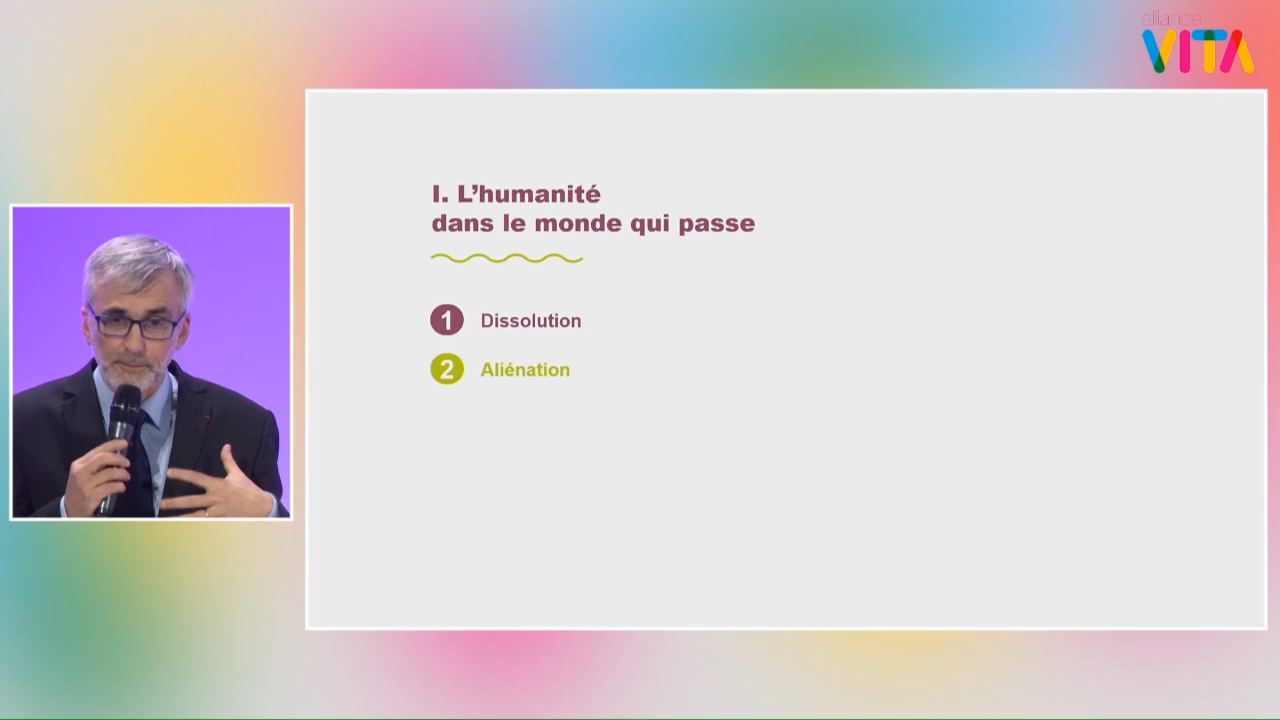 alliance
VITA
I. L’humanité
dans le monde qui passe
1 Dissolution
2 Aliénation